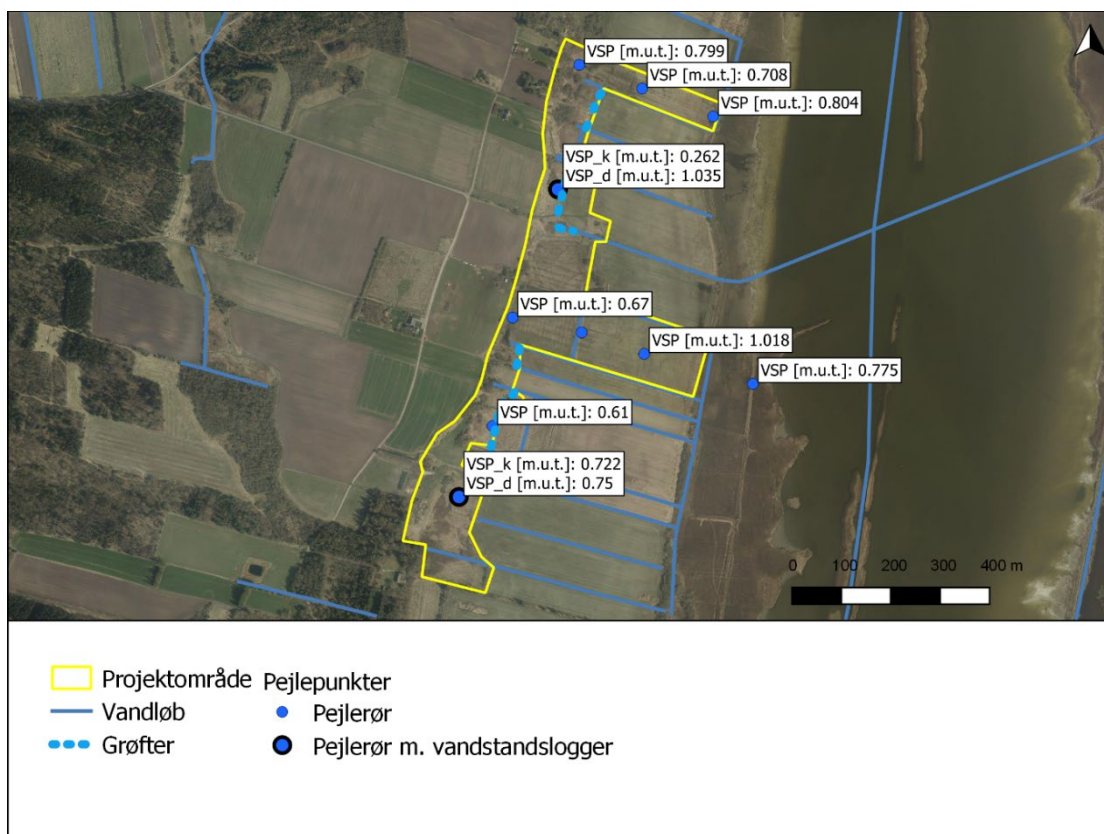 VSP [m.u.t.]: 0.799
VSP [m.u.t.]: 0.708
VSP [m.u.t.]: 0.804
VSP_k [m.u.t.]: 0.262
VSP_d [m.u.t.]: 1.035
VSP [m.u.t.]: 0.67
VSP [m.u.t.]: 1.018
VSP [m.u.t.]: 0.775
VSP [m.u.t.]: 0.61
VSP_k [m.u.t.]: 0.722
VSP_d [m.u.t.]: 0.75
0 100 200 300 400 m
Projektområde Pejlepunkter
Vandløb Pejlerør
Grøfter Pejlerør m. vandstandslogger